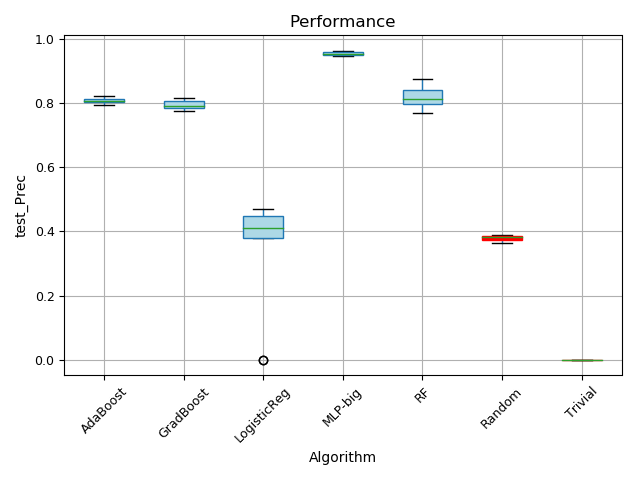 Performance
test_Prec
1.0
0.8
0.6
0.4
0.2
0.0
AdaBoost
GradBoost
LogisticReg
MLP-big
RF
Random
Trivial
Algorithm